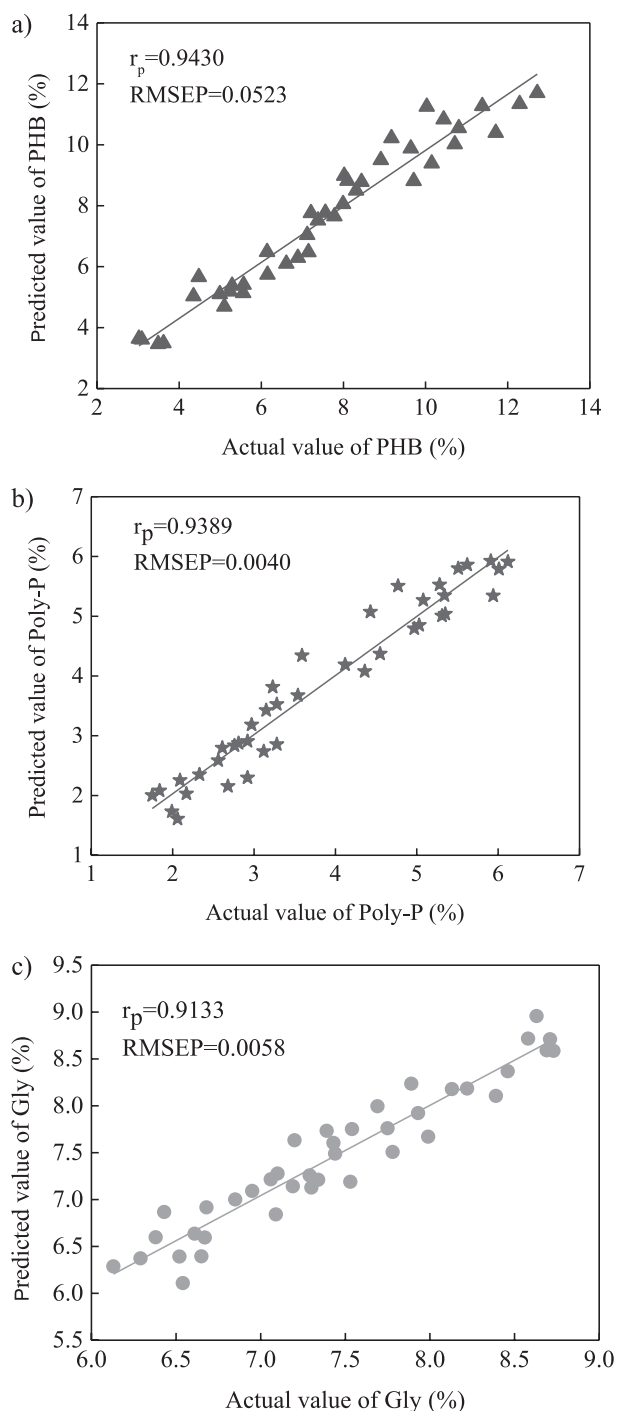 a)
14
12
10
8
6
4
2
rp=0.9430
RMSEP=0.0523
Predicted value of PHB (%)
2 4 6 8 10 12 14
Actual value of PHB (%)
b)
7
6
5
4
3
2
1
rp=0.9389
RMSEP=0.0040
Predicted value of Poly-P (%)
1 2 3 4 5 6 7
Actual value of Poly-P (%)
c)
9.5
9.0
8.5
8.0
7.5
7.0
6.5
6.0
5.5
rp=0.9133
RMSEP=0.0058
Predicted value of Gly (%)
6.0 6.5 7.0 7.5 8.0 8.5 9.0
Actual value of Gly (%)